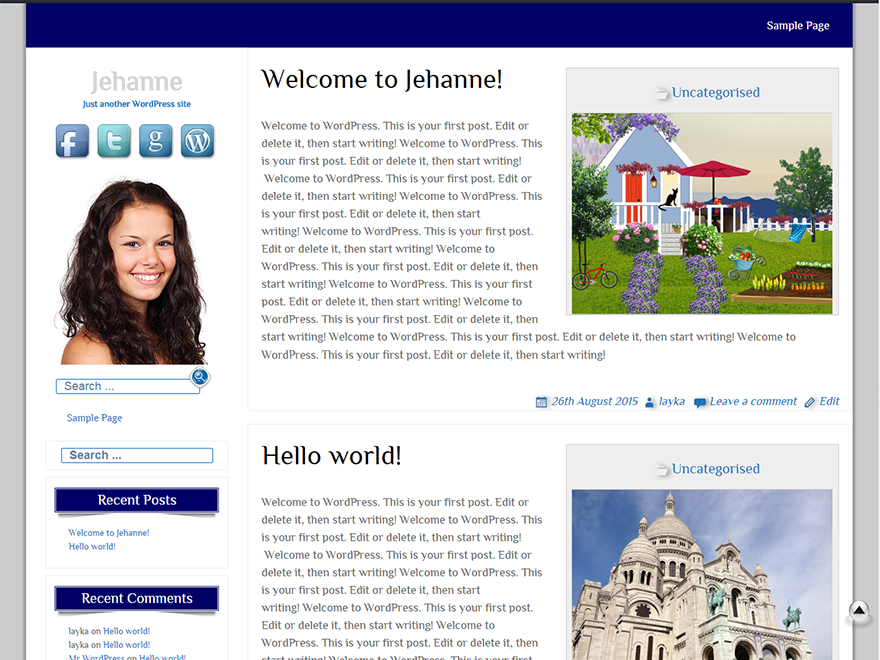 Sample Page
Jehanne
Just another WordPress site
f t g W
Search ...
Sample Page
Search ...
Recent Posts
Welcome to Jehanne!
Hello world!
Recent Comments
layka on Hello world!
layka on Hello world!
Mr WordPress on Hello world!
Welcome to Jehanne!
Uncategorised
Welcome to WordPress. This is your first post. Edit or
delete it, then start writing! Welcome to WordPress. This
is your first post. Edit or delete it, then start writing!
Welcome to WordPress. This is your first post. Edit or
delete it, then start writing! Welcome to WordPress. This
is your first post. Edit or delete it, then start
writing! Welcome to WordPress. This is your first post.
Edit or delete it, then start writing! Welcome to
WordPress. This is your first post. Edit or delete it, then
start writing! Welcome to WordPress. This is your first
post. Edit or delete it, then start writing! Welcome to
WordPress. This is your first post. Edit or delete it, then
start writing! Welcome to WordPress. This is your first post. Edit or delete it, then start writing! Welcome to
WordPress. This is your first post. Edit or delete it, then start writing!
26th August 2015 layka Leave a comment Edit
Hello world!
Uncategorised
Welcome to WordPress. This is your first post. Edit or
delete it, then start writing! Welcome to WordPress. This
is your first post. Edit or delete it, then start writing!
Welcome to WordPress. This is your first post. Edit or
delete it, then start writing! Welcome to WordPress. This
is your first post. Edit or delete it, then start
writing! Welcome to WordPress. This is your first post.
Edit or delete it, then start writing! Welcome to
WordPress. This is your first post. Edit or delete it, then
start writing! Welcome to WordPress. This is your first